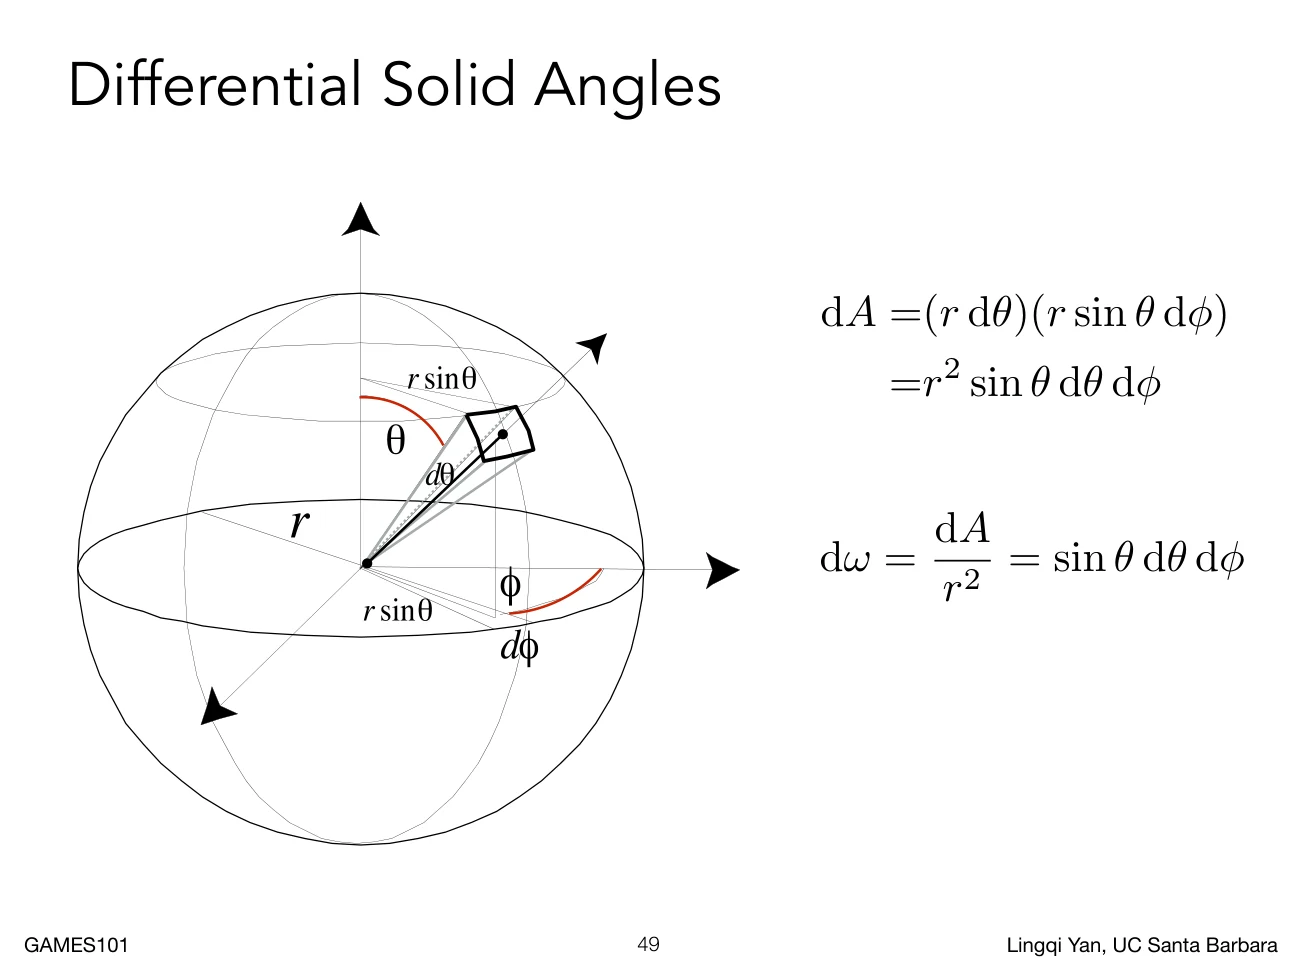 Differential Solid Angles
r sinθ
θ
dθ
r
ϕ
r sinθ
dϕ
dA =(r dθ)(r sin θ dϕ)
=r² sin θ dθ dϕ
dω = dA/r² = sin θ dθ dϕ
GAMES101
49
Lingqi Yan, UC Santa Barbara